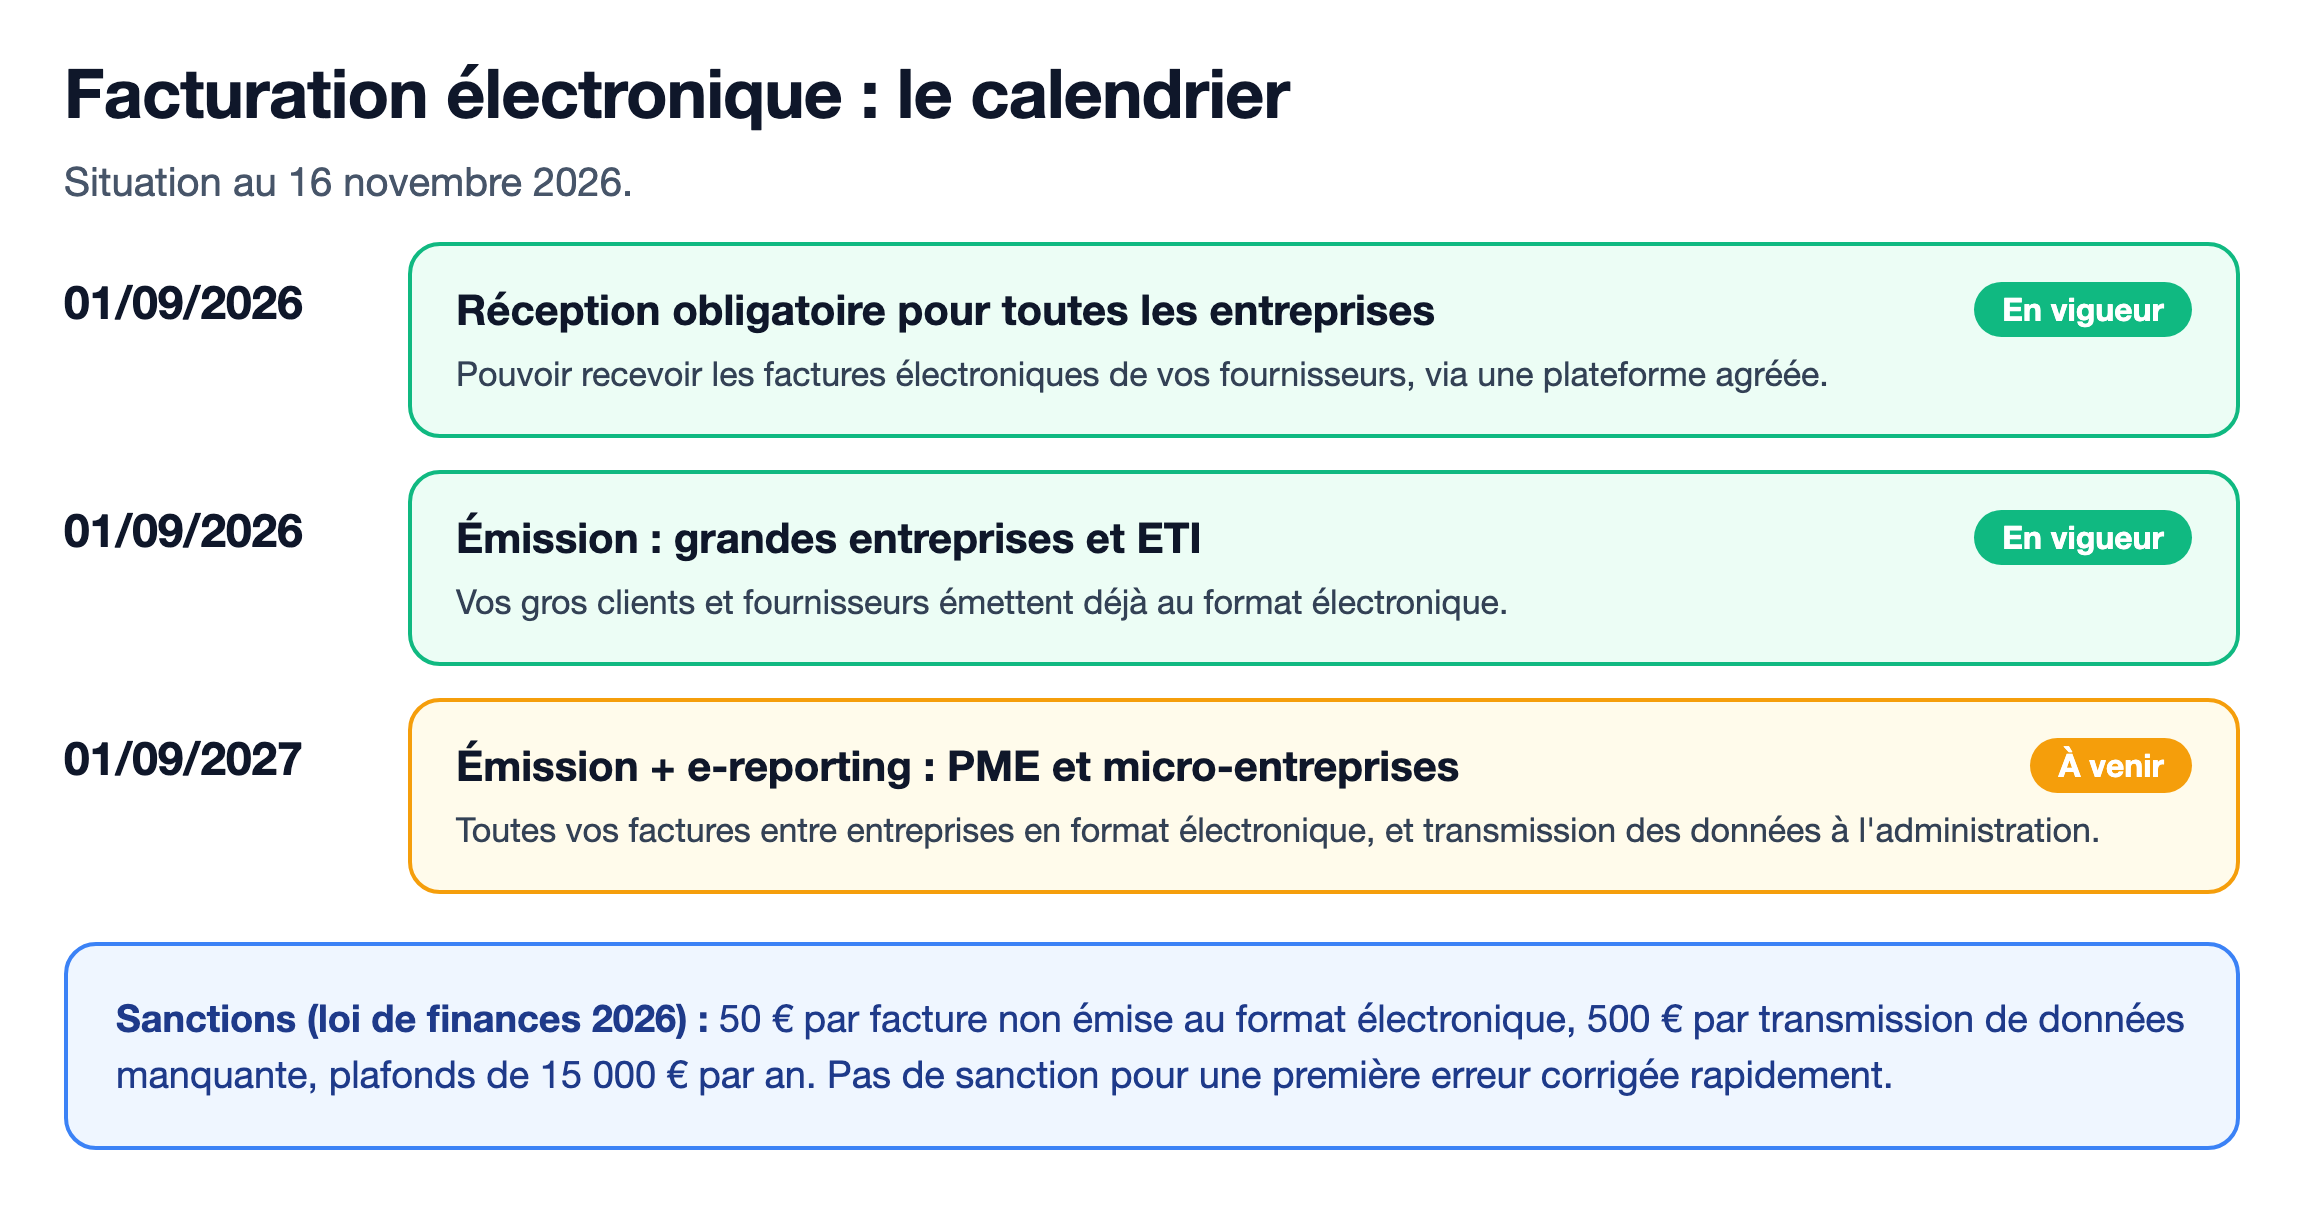 Facturation électronique : le calendrier
Situation au 16 novembre 2026.
01/09/2026
Réception obligatoire pour toutes les entreprises
En vigueur
Pouvoir recevoir les factures électroniques de vos fournisseurs, via une plateforme agréée.
01/09/2026
Émission : grandes entreprises et ETI
En vigueur
Vos gros clients et fournisseurs émettent déjà au format électronique.
01/09/2027
Émission + e-reporting : PME et micro-entreprises
À venir
Toutes vos factures entre entreprises en format électronique, et transmission des données à l'administration.
Sanctions (loi de finances 2026) : 50 € par facture non émise au format électronique, 500 € par transmission de données
manquante, plafonds de 15 000 € par an. Pas de sanction pour une première erreur corrigée rapidement.